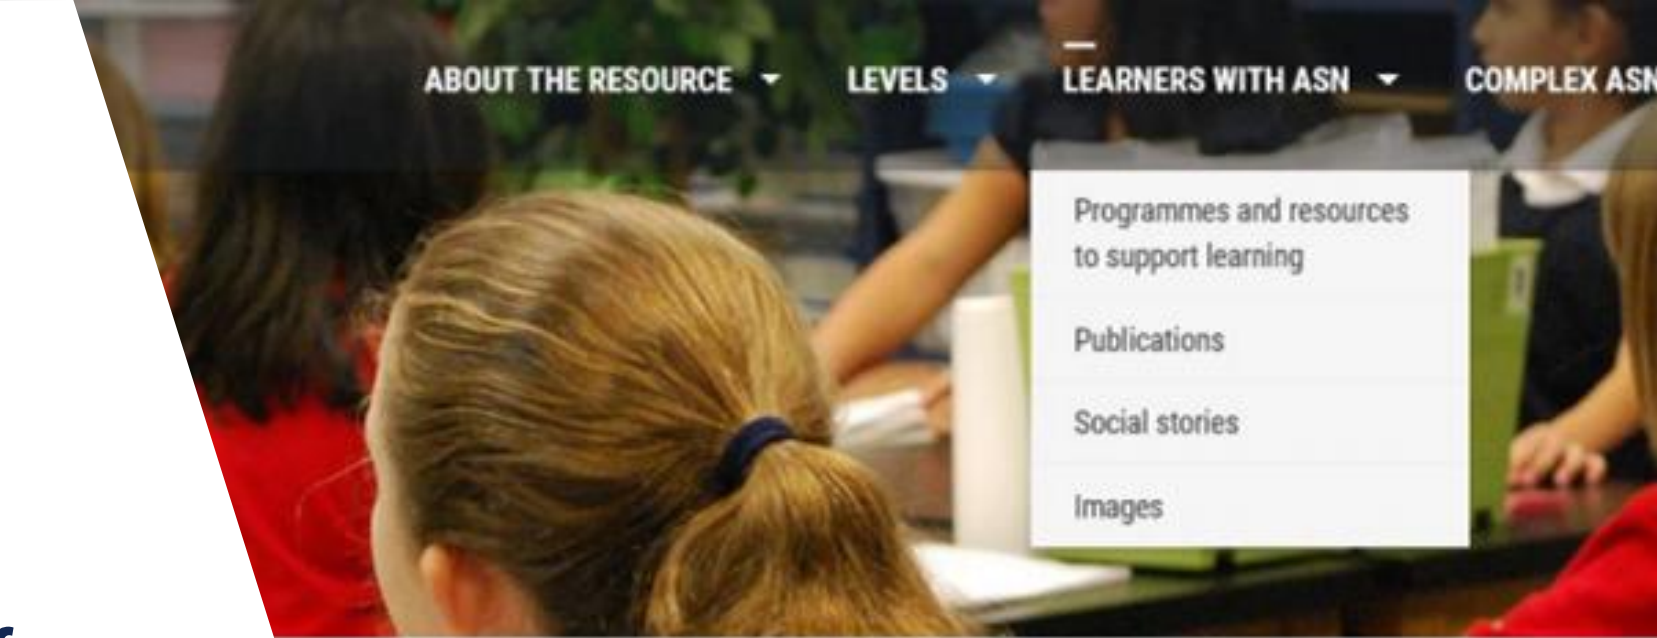 ABOUT THE RESOURCE LEVELS LEARNERS WITH ASN COMPLEX ASN
Programmes and resources
to support learning
Publications
Social stories
Images